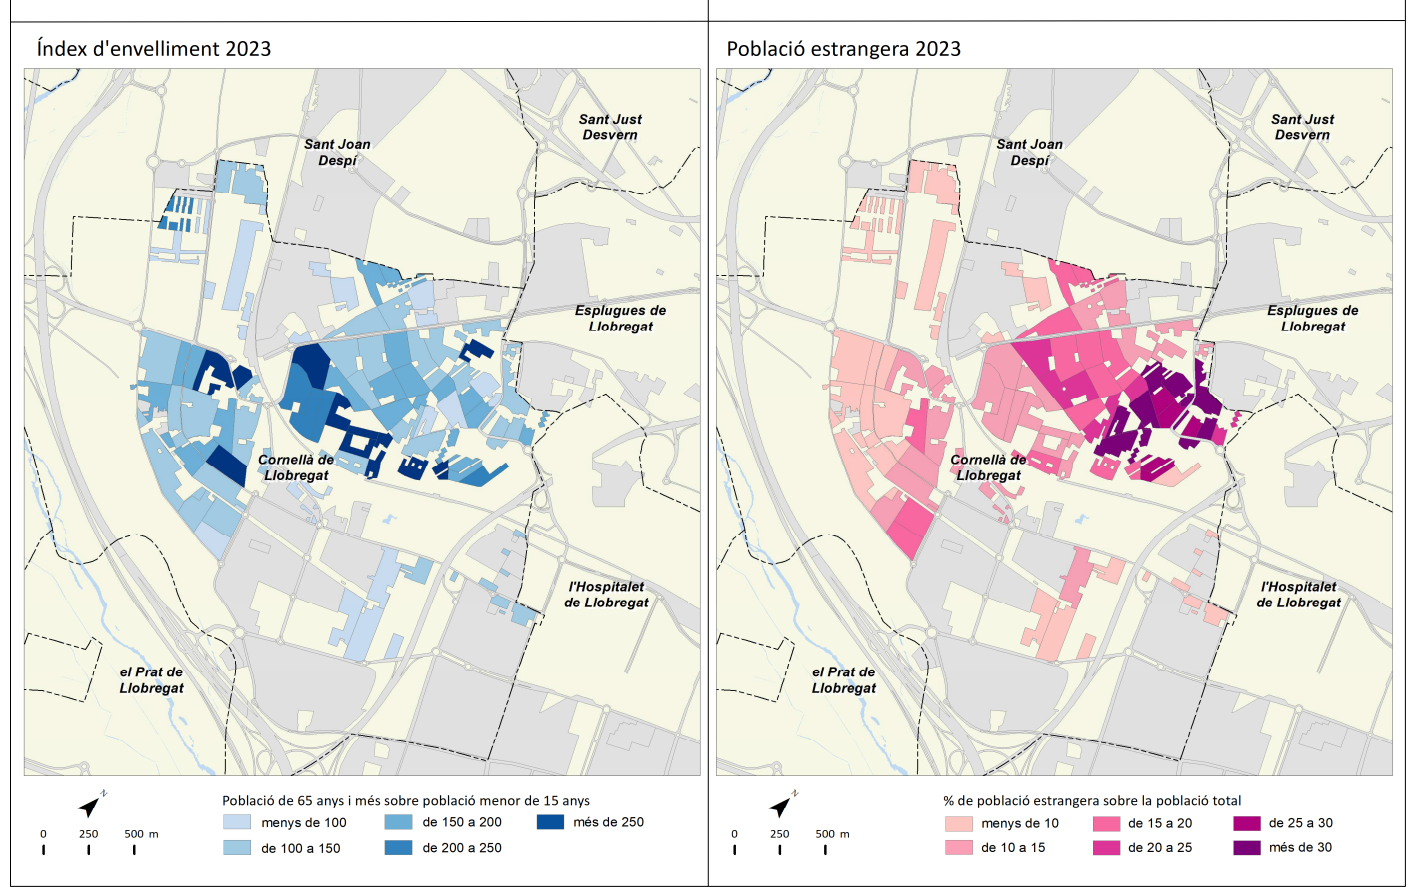 Índex d'envelliment 2023
Sant Just
Desvern
Sant Joan
Despí
Esplugues de
Llobregat
Cornellà de
Llobregat
l'Hospitalet
de Llobregat
el Prat de
Llobregat
N
0 250 500 m
Població de 65 anys i més sobre població menor de 15 anys
menys de 100
de 150 a 200
més de 250
de 100 a 150
de 200 a 250
Població estrangera 2023
Sant Just
Desvern
Sant Joan
Despí
Esplugues de
Llobregat
Cornellà de
Llobregat
l'Hospitalet
de Llobregat
el Prat de
Llobregat
N
0 250 500 m
% de població estrangera sobre la població total
menys de 10
de 15 a 20
de 25 a 30
de 10 a 15
de 20 a 25
més de 30